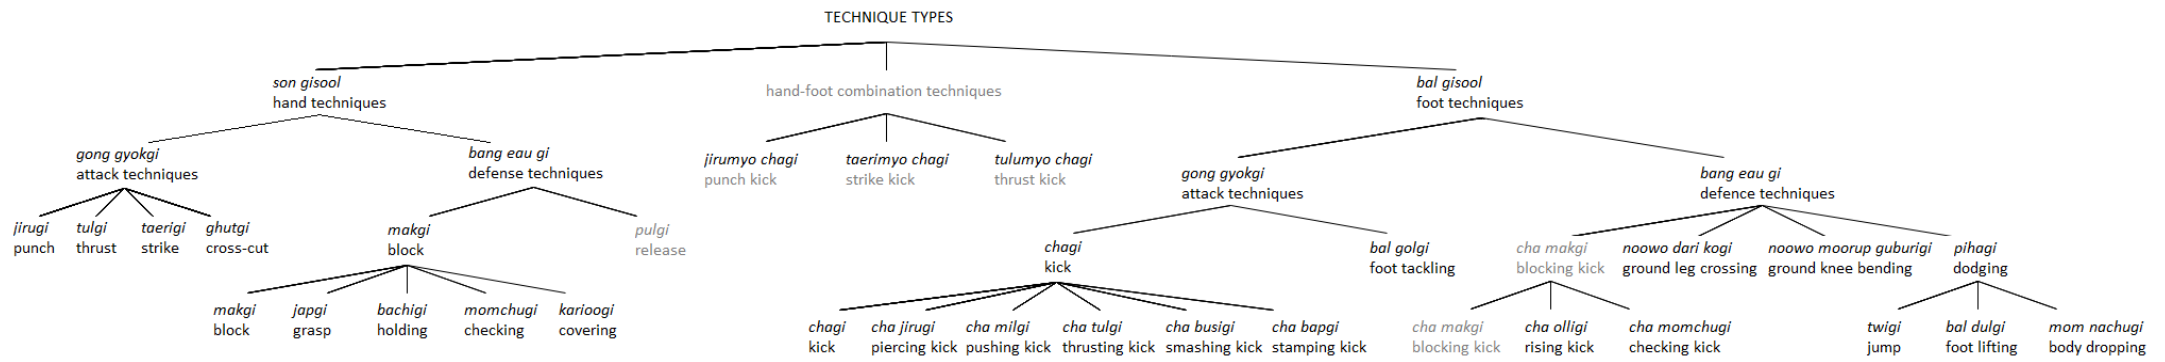 TECHNIQUE TYPES
son gisool
hand techniques
hand-foot combination techniques
bal gisool
foot techniques
gong gyokgi
attack techniques
bang eau gi
defense techniques
jirumyo chagi
punch kick
taerimyo chagi
strike kick
tulumyo chagi
thrust kick
gong gyokgi
attack techniques
bang eau gi
defence techniques
jirugi
punch
tulgi
thrust
taerigi
strike
ghutgi
cross-cut
makgi
block
pulgi
release
chagi
kick
bal golgi
foot tackling
cha makgi
blocking kick
noowo dari kogi
ground leg crossing
noowo moorup guburigi
ground knee bending
pihagi
dodging
makgi
block
japgi
grasp
bachigi
holding
momchugi
checking
karioogi
covering
chagi
kick
cha jirugi
piercing kick
cha milgi
pushing kick
cha tulgi
thrusting kick
cha busigi
smashing kick
cha bapgi
stamping kick
cha makgi
blocking kick
cha olligi
rising kick
cha momchugi
checking kick
twigi
jump
bal dulgi
foot lifting
mom nachugi
body dropping